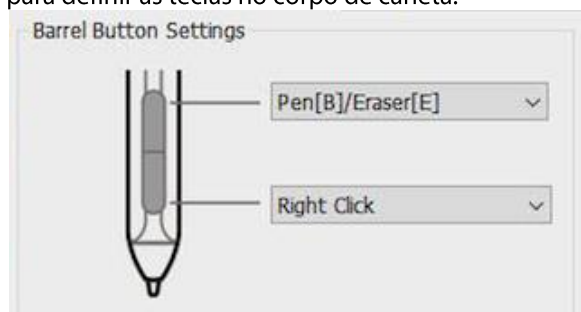 para definir as teclas no corpo de caneta.
Barrel Button Settings
Pen[B]/Eraser[E]
Right Click